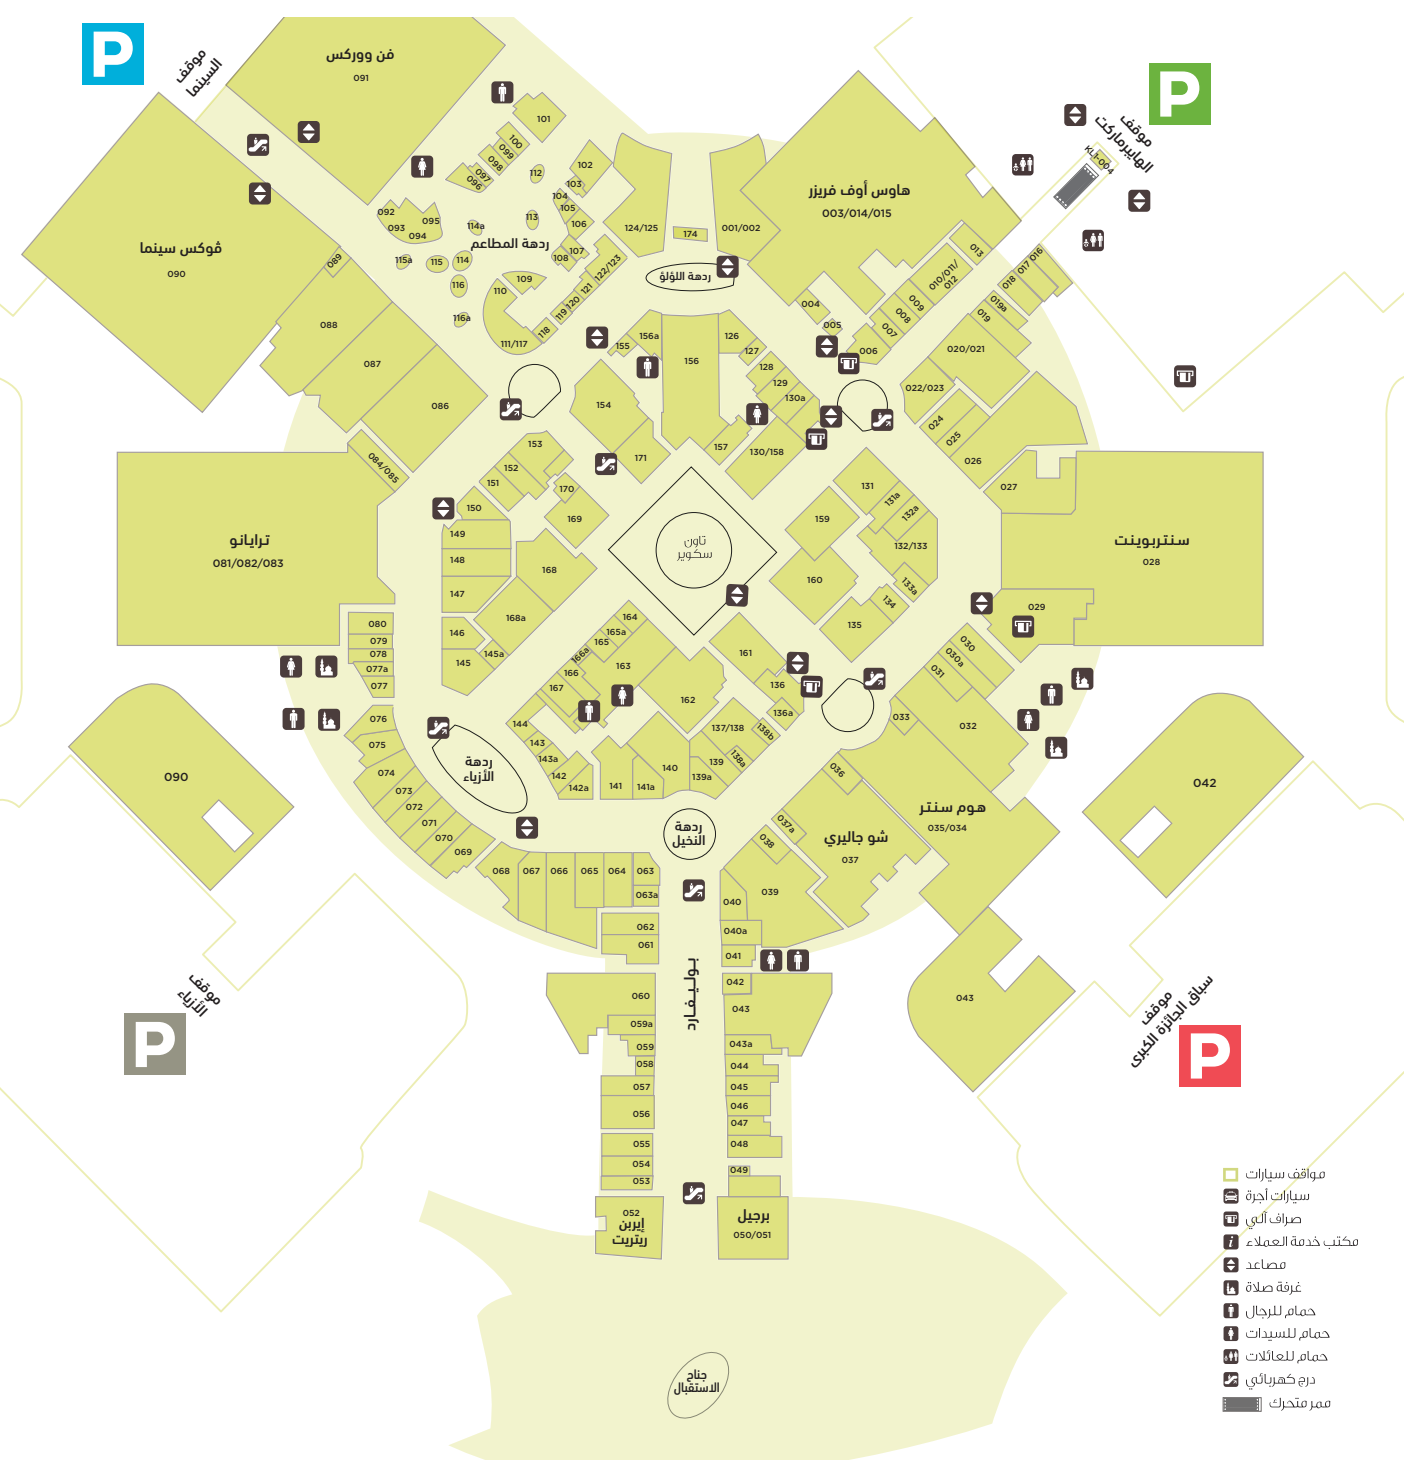 P
موقف
السينما
فن ووركس
091
P
موقف
الهايبرماركت
KL1-004
101
100
099
098
097
096
112
102
103
104
105
106
107
108
113
114a
092
093
095
094
ردهة المطاعم
115a
115
114
116
116a
109
110
111/117
118
119
120
121
122/123
124/125
174
001/002
ردهة اللؤلؤ
هاوس أوف فريزر
003/014/015
ڤوكس سينما
090
089
088
087
086
084/085
004
005
006
007
008
009
010/011/
012
013
016
017
018
019a
019
020/021
022/023
024
025
026
027
155
156a
156
126
127
128
129
130a
130/158
157
154
171
153
152
151
150
170
169
149
148
147
146
145
145a
168
168a
تاون
سكوير
131
131a
132a
132/133
133a
134
135
159
160
ترايانو
081/082/083
سنتربوينت
028
029
080
079
078
077a
077
076
075
074
073
072
071
070
069
164
165a
165
166a
166
167
163
162
161
136
136a
137/138
138b
138a
139
139a
140
141a
141
142a
142
143a
143
144
030
030a
031
032
033
036
ردهة
الأزياء
ردهة
النخيل
هوم سنتر
035/034
شو جاليري
037
037a
038
039
090
042
068
067
066
065
064
063
063a
062
061
040
040a
041
042
043
043
بوليفارد
060
059a
059
058
057
056
055
054
053
043a
044
045
046
047
048
049
052
إيربن
ريتريت
برجيل
050/051
موقف
الأزياء
P
موقف
سباق الجائزة الكبرى
P
جناح
الاستقبال
مواقف سيارات
سيارات أجرة
صراف آلي
مكتب خدمة العملاء
مصاعد
غرفة صلاة
حمام للرجال
حمام للسيدات
حمام للعائلات
درج كهربائي
ممر متحرك